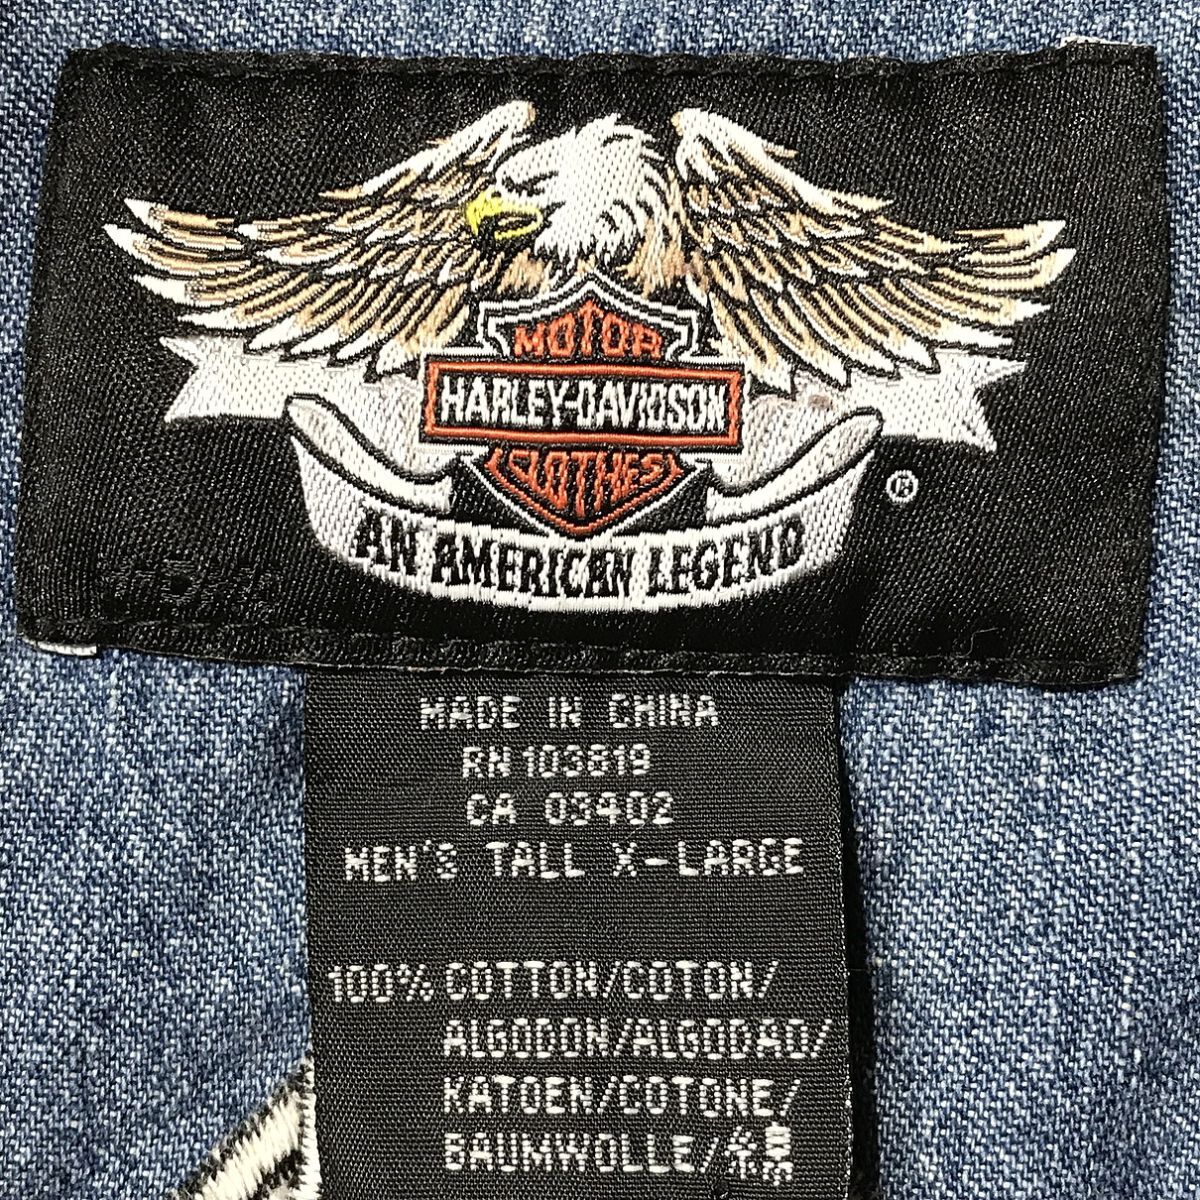 MOTOR
HARLEY-DAVIDSON
CLOTHES
®
AN AMERICAN LEGEND
MADE IN CHINA
RN 103819
CA 03402
MEN'S TALL X-LARGE
100% COTTON/COTON/
ALGODON/ALGODAO/
KATOEN/COTONE/
BAUMWOLLE/綿